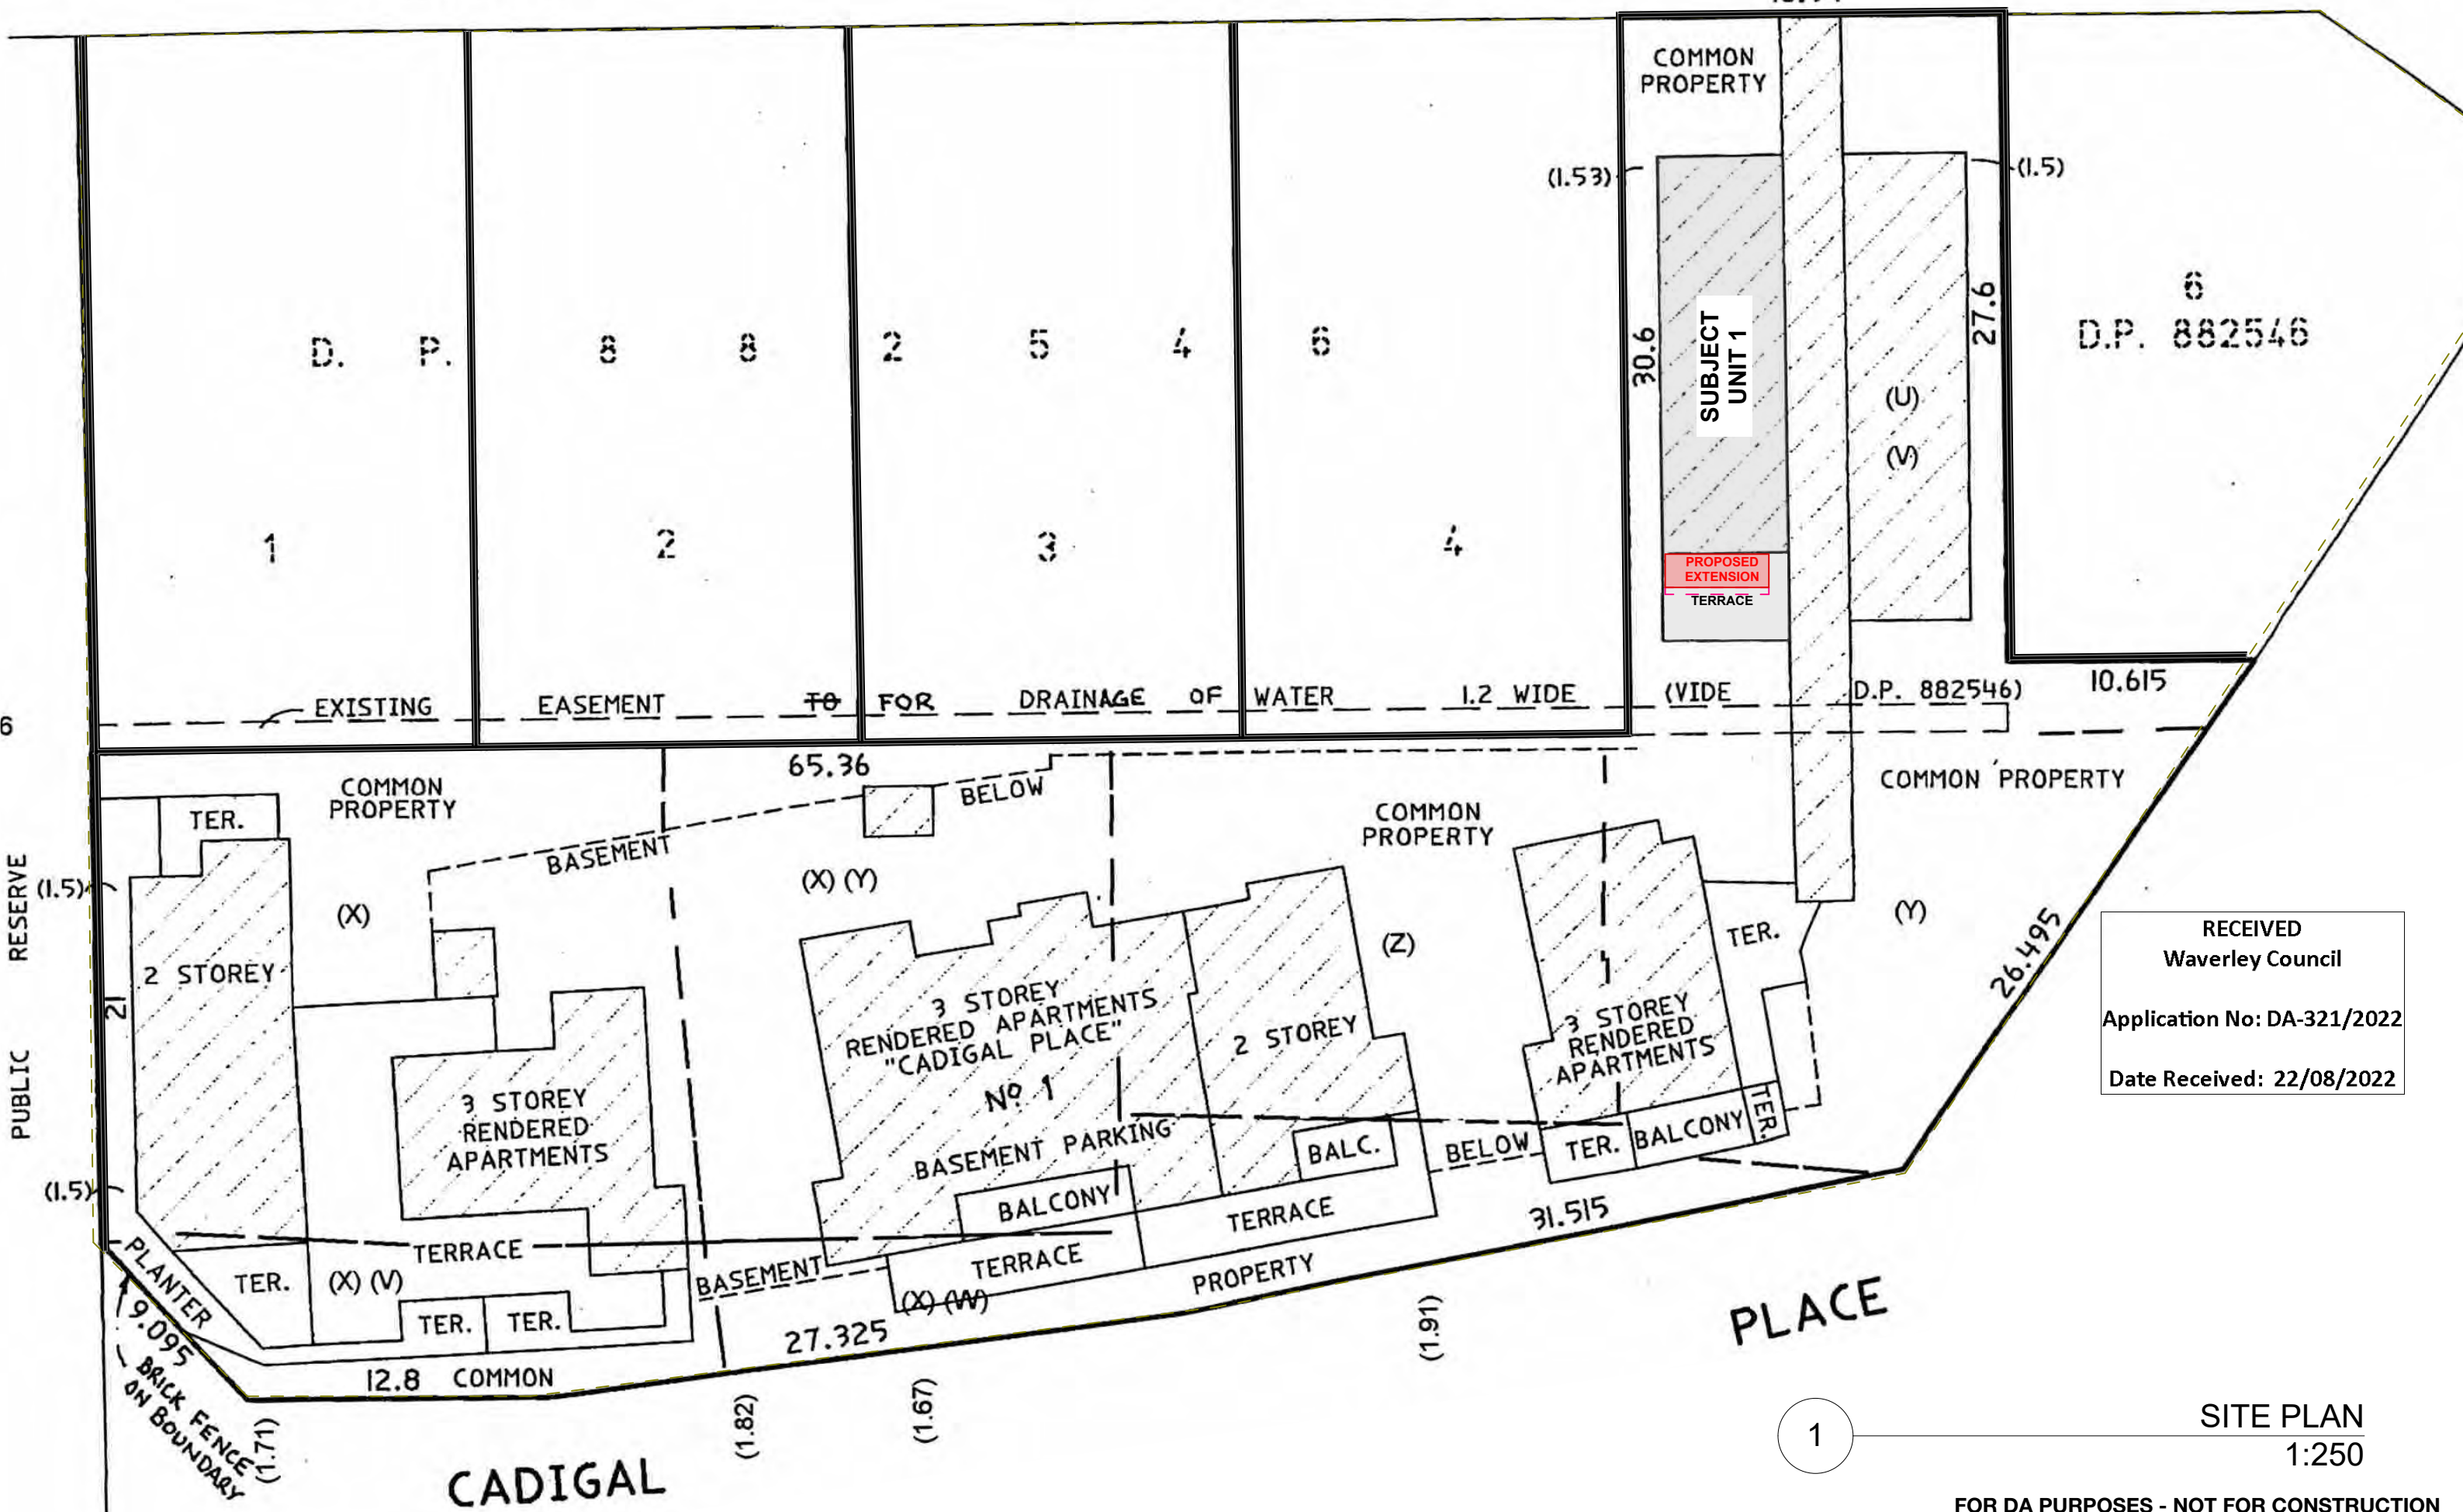 COMMON
PROPERTY
(1.53)
(1.5)
30.6
SUBJECT
UNIT 1
(U)
(V)
27.6
6
D.P. 882546
D. P. 8 8 2 5 4 6
1
2
3
4
PROPOSED
EXTENSION
TERRACE
EXISTING EASEMENT TO FOR DRAINAGE OF WATER 1.2 WIDE (VIDE D.P. 882546)
10.615
6
65.36
COMMON
PROPERTY
BELOW
COMMON
PROPERTY
COMMON PROPERTY
TER.
BASEMENT
PUBLIC RESERVE
(1.5)
(X)
(X) (Y)
(Z)
(Y)
TER.
2 STOREY
21
3 STOREY
RENDERED APARTMENTS
"CADIGAL PLACE"
Nº 1
BASEMENT PARKING
2 STOREY
3 STOREY
RENDERED
APARTMENTS
26.495
RECEIVED
Waverley Council
Application No: DA-321/2022
Date Received: 22/08/2022
3 STOREY
RENDERED
APARTMENTS
(1.5)
BALCONY
BALC.
BELOW
TER.
BALCONY
TER.
TERRACE
TERRACE
TERRACE
31.515
PLANTER
TER.
(X) (V)
BASEMENT
(X) (W)
PROPERTY
TER.
TER.
9.095
BRICK FENCE
ON BOUNDARY
12.8 COMMON
27.325
(1.71)
(1.82)
(1.67)
(1.91)
CADIGAL
PLACE
1
SITE PLAN
1:250
FOR DA PURPOSES - NOT FOR CONSTRUCTION